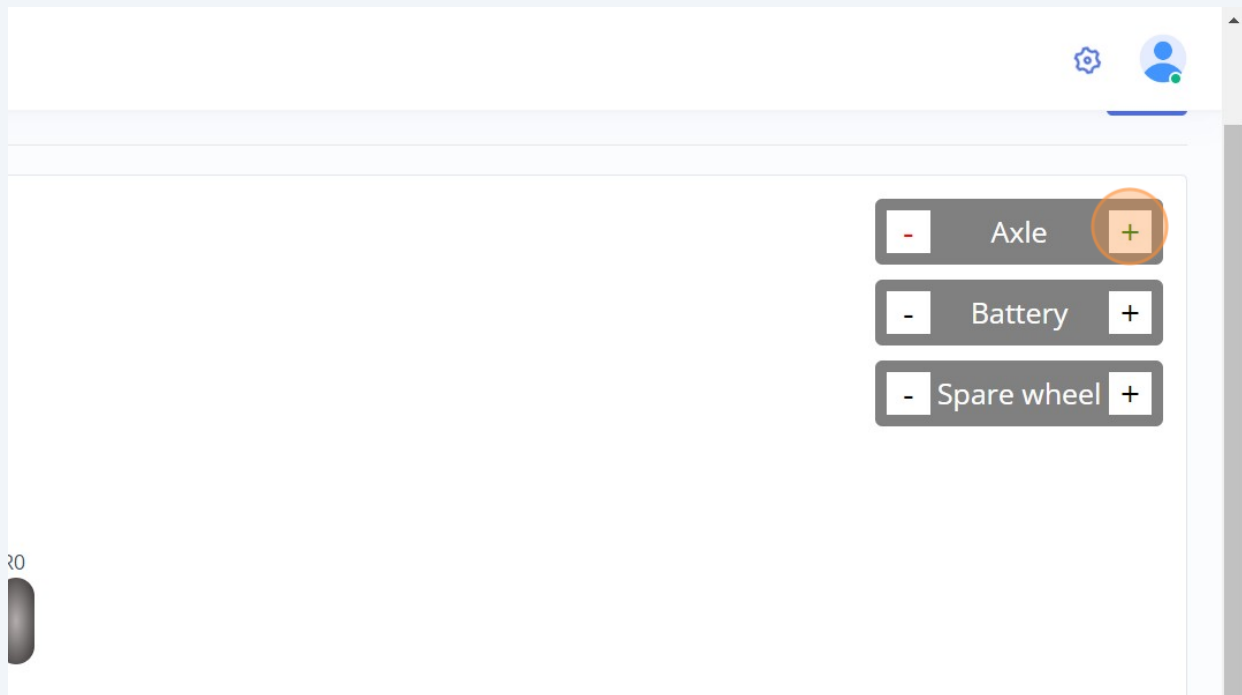 - Axle +
- Battery +
- Spare wheel +